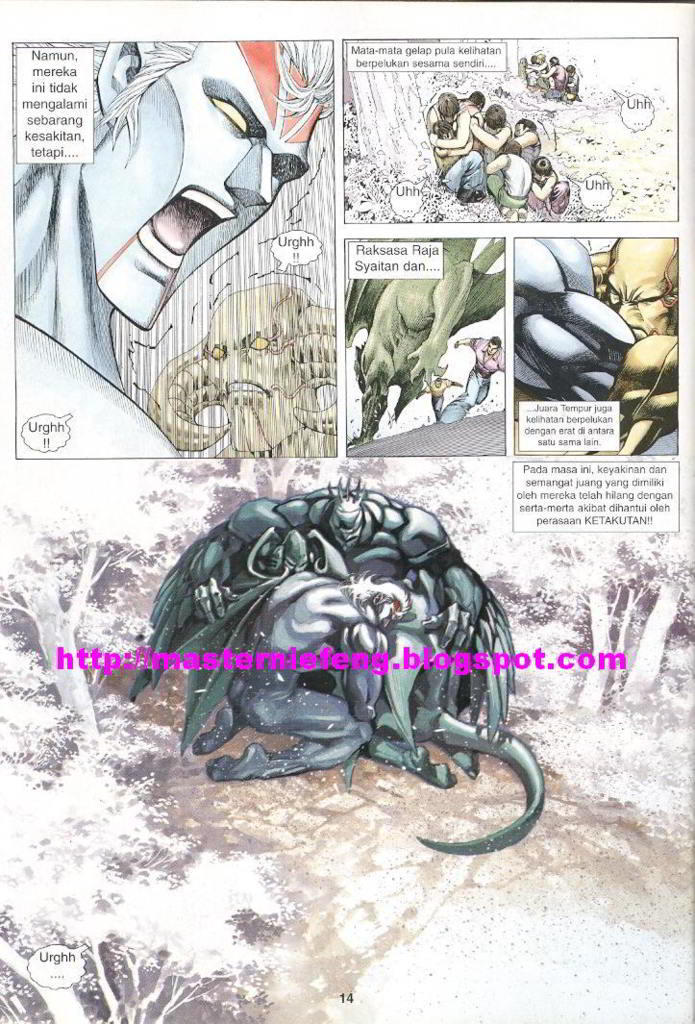 Namun,
mereka
ini tidak
mengalami
sebarang
kesakitan,
tetapi....
Urghh
!!
Urghh
!!
Mata-mata gelap pula kelihatan
berpelukan sesama sendiri....
Uhh
...
Uhh
...
Uhh
...
Raksasa Raja
Syaitan dan....
...Juara Tempur juga
kelihatan berpelukan
dengan erat di antara
satu sama lain.
Pada masa ini, keyakinan dan
semangat juang yang dimiliki
oleh mereka telah hilang dengan
serta-merta akibat dihantui oleh
perasaan KETAKUTAN!!
http://masterniefeng.blogspot.com
Urghh
....
14